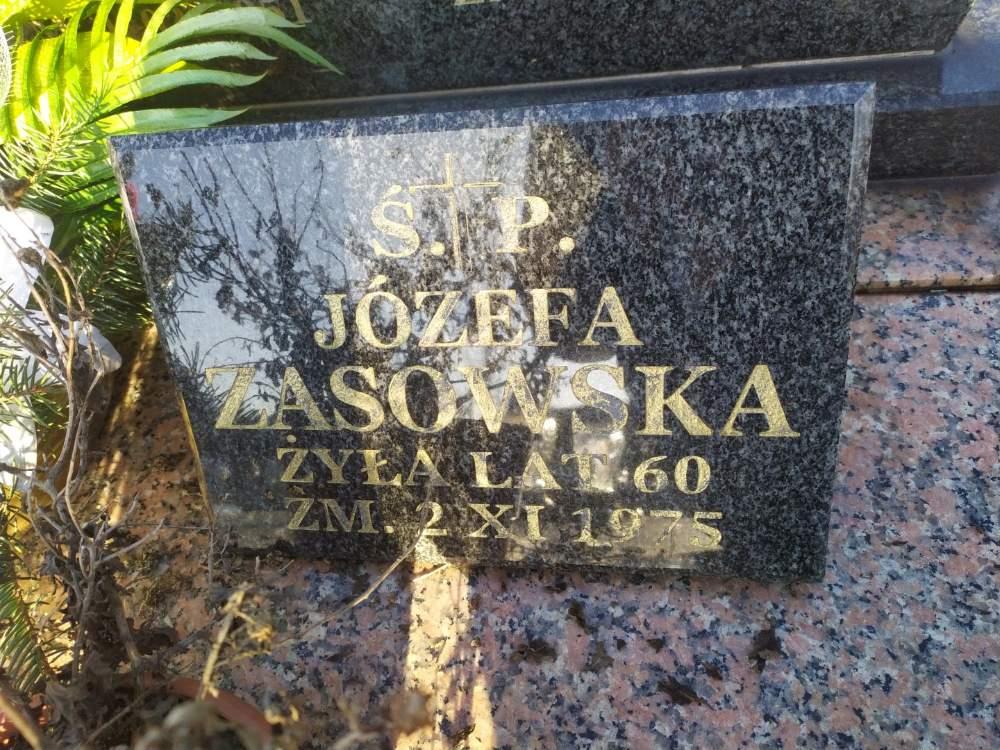 Ś. P.
JÓZEFA
ZASOWSKA
ŻYŁA LAT 60
ZM. 2 XI 1975